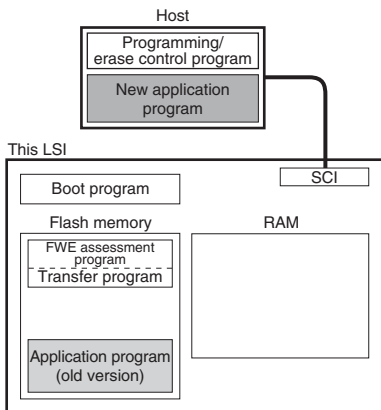 Host
Programming/
erase control program
New application
program
This LSI
SCI
Boot program
Flash memory
RAM
FWE assessment
program
Transfer program
Application program
(old version)